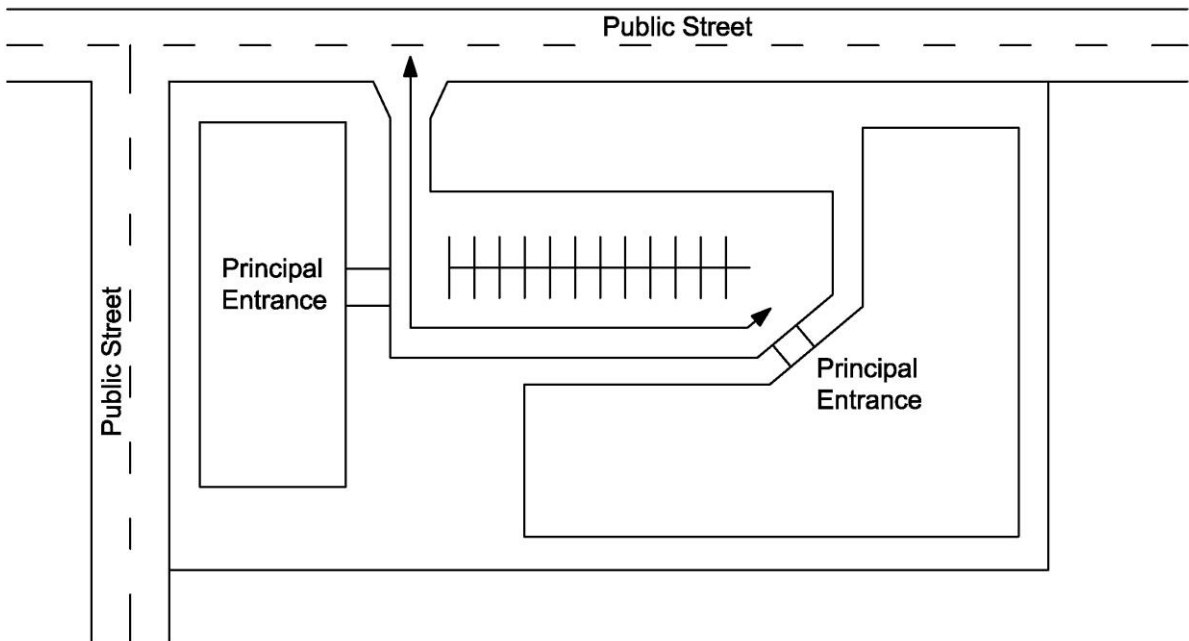 Public Street
Principal
Entrance
Public Street
Principal
Entrance